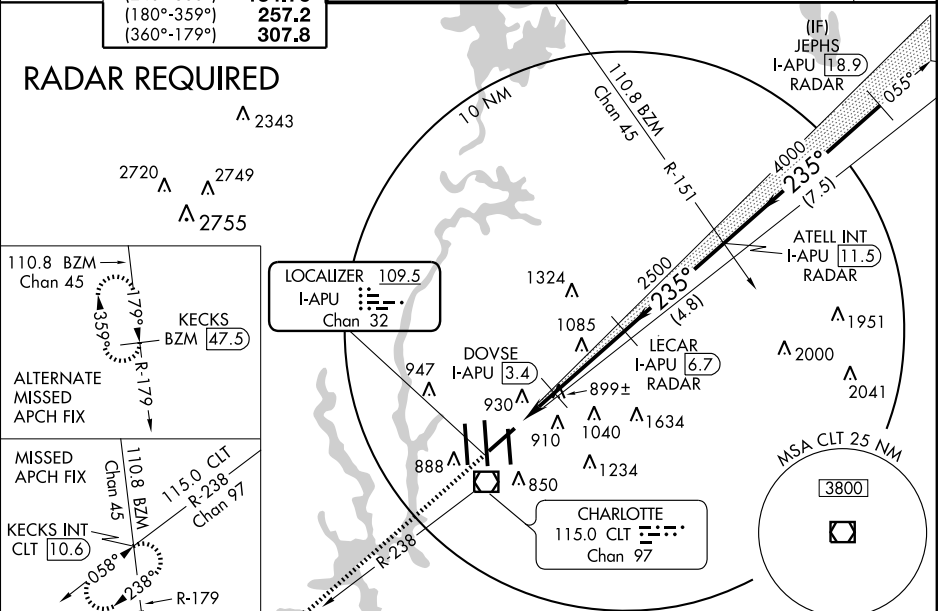 (180°-359°) 257.2
(360°-179°) 307.8
RADAR REQUIRED
2343
2720
2749
2755
10 NM
110.8 BZM
Chan 45
R-151
(IF)
JEPHS
I-APU 18.9
RADAR
055°
4000
235°
(7.5)
ATELL INT
I-APU 11.5
RADAR
2500
235°
(4.8)
LECAR
I-APU 6.7
RADAR
110.8 BZM
Chan 45
179°
359°
KECKS
BZM 47.5
R-179
ALTERNATE
MISSED
APCH FIX
LOCALIZER 109.5
I-APU
Chan 32
1324
1085
DOVSE
I-APU 3.4
947
930
899±
910
1040
1634
1951
2000
2041
888
850
1234
MISSED
APCH FIX
110.8 BZM
Chan 45
115.0 CLT
R-238
Chan 97
KECKS INT
CLT 10.6
058°
238°
R-179
R-238
CHARLOTTE
115.0 CLT
Chan 97
MSA CLT 25 NM
3800